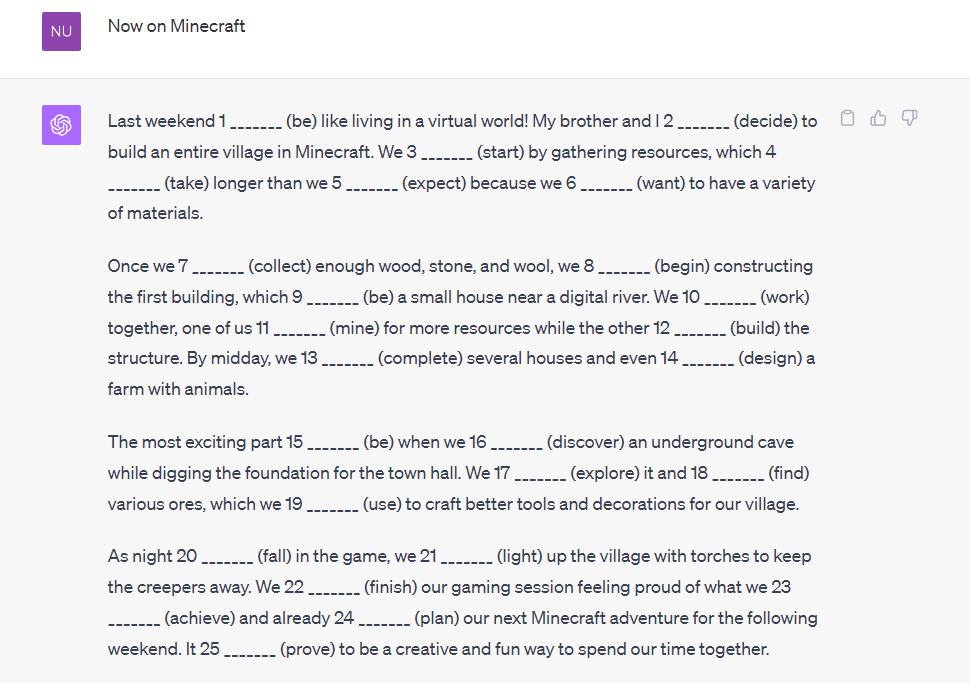 NU
Now on Minecraft
Last weekend 1 _______ (be) like living in a virtual world! My brother and I 2 _______ (decide) to
build an entire village in Minecraft. We 3 _______ (start) by gathering resources, which 4
_______ (take) longer than we 5 _______ (expect) because we 6 _______ (want) to have a variety
of materials.
Once we 7 _______ (collect) enough wood, stone, and wool, we 8 _______ (begin) constructing
the first building, which 9 _______ (be) a small house near a digital river. We 10 _______ (work)
together, one of us 11 _______ (mine) for more resources while the other 12 _______ (build) the
structure. By midday, we 13 _______ (complete) several houses and even 14 _______ (design) a
farm with animals.
The most exciting part 15 _______ (be) when we 16 _______ (discover) an underground cave
while digging the foundation for the town hall. We 17 _______ (explore) it and 18 _______ (find)
various ores, which we 19 _______ (use) to craft better tools and decorations for our village.
As night 20 _______ (fall) in the game, we 21 _______ (light) up the village with torches to keep
the creepers away. We 22 _______ (finish) our gaming session feeling proud of what we 23
_______ (achieve) and already 24 _______ (plan) our next Minecraft adventure for the following
weekend. It 25 _______ (prove) to be a creative and fun way to spend our time together.